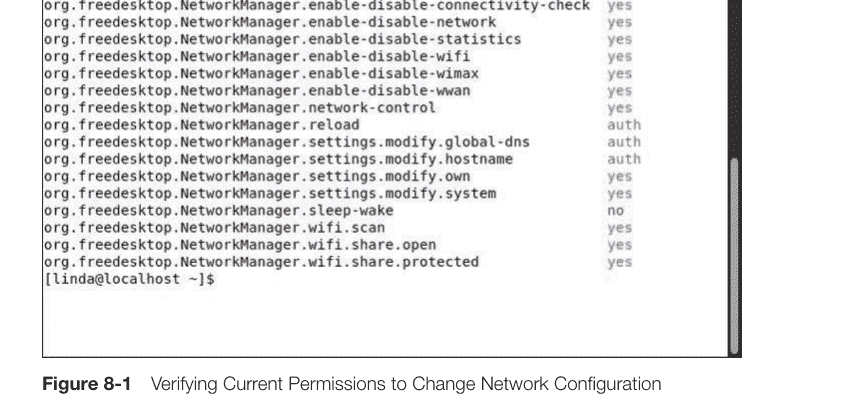 org.freedesktop.NetworkManager.enable-disable-connectivity-check yes
org.freedesktop.NetworkManager.enable-disable-network yes
org.freedesktop.NetworkManager.enable-disable-statistics yes
org.freedesktop.NetworkManager.enable-disable-wifi yes
org.freedesktop.NetworkManager.enable-disable-wimax yes
org.freedesktop.NetworkManager.enable-disable-wwan yes
org.freedesktop.NetworkManager.network-control yes
org.freedesktop.NetworkManager.reload auth
org.freedesktop.NetworkManager.settings.modify.global-dns auth
org.freedesktop.NetworkManager.settings.modify.hostname auth
org.freedesktop.NetworkManager.settings.modify.own yes
org.freedesktop.NetworkManager.settings.modify.system yes
org.freedesktop.NetworkManager.sleep-wake no
org.freedesktop.NetworkManager.wifi.scan yes
org.freedesktop.NetworkManager.wifi.share.open yes
org.freedesktop.NetworkManager.wifi.share.protected yes
[linda@localhost ~]$
Figure 8-1 Verifying Current Permissions to Change Network Configuration